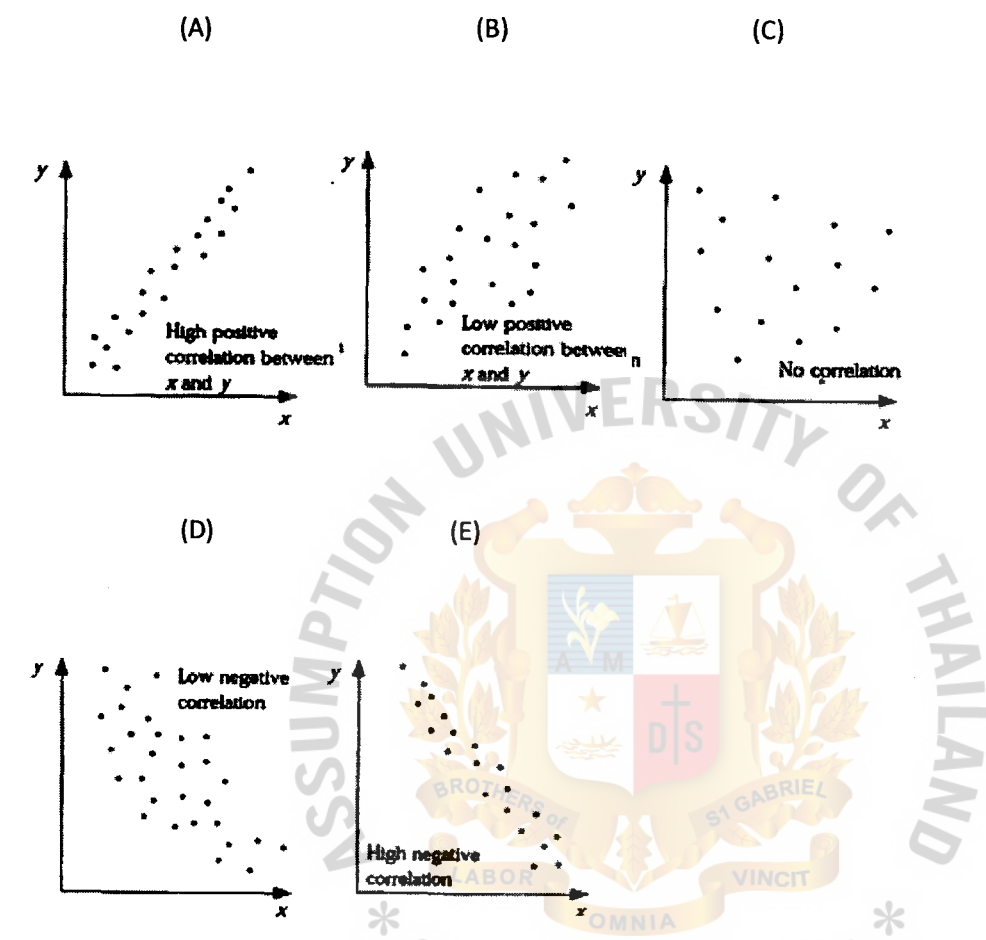 (A)
(B)
(C)
y
High positive
correlation between
x and y
x
y
Low positive
correlation between
x and y
x
y
No correlation
x
(D)
(E)
y
Low negative
correlation
x
y
High negative
correlation
x
ASSUMPTION UNIVERSITY OF THAILAND
A M
D S
BROTHERS of
S1 GABRIEL
LABOR
VINCIT
OMNIA
* *